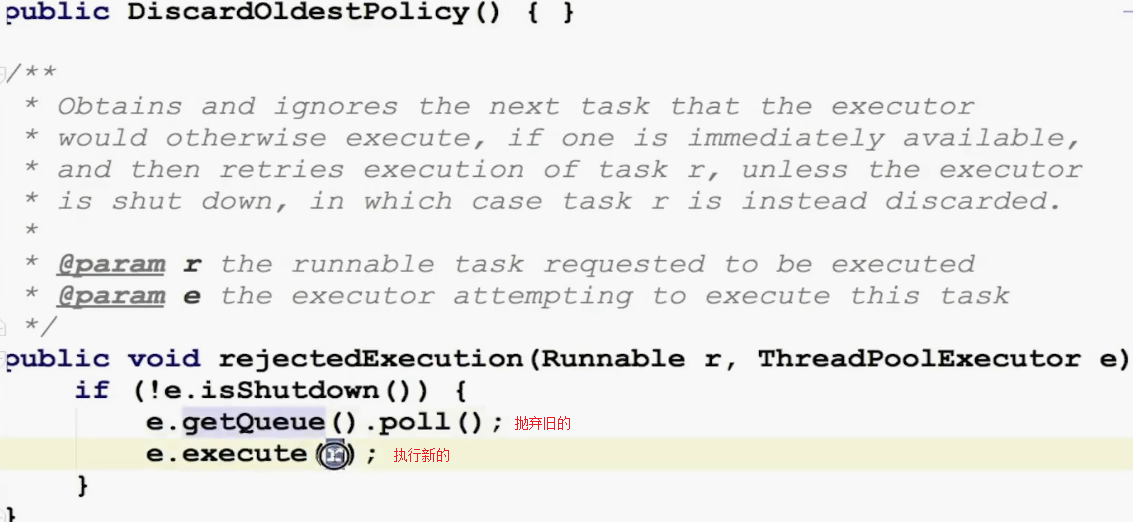 public DiscardOldestPolicy() { }
/**
* Obtains and ignores the next task that the executor
* would otherwise execute, if one is immediately available,
* and then retries execution of task r, unless the executor
* is shut down, in which case task r is instead discarded.
*
* @param r the runnable task requested to be executed
* @param e the executor attempting to execute this task
*/
public void rejectedExecution(Runnable r, ThreadPoolExecutor e)
if (!e.isShutdown()) {
e.getQueue().poll(); 抛弃旧的
e.execute(r); 执行新的
}
}